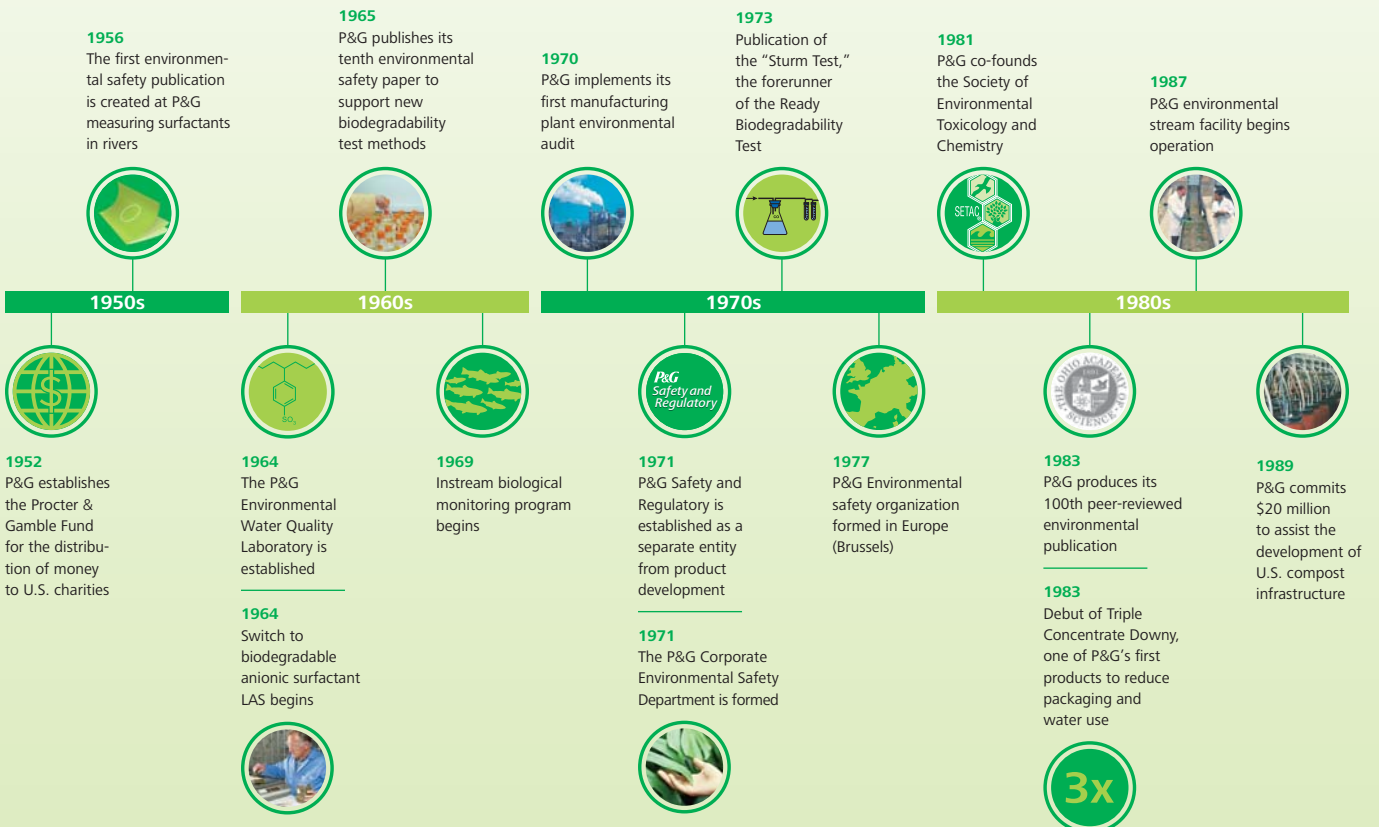 1956
The first environmen-
tal safety publication
is created at P&G
measuring surfactants
in rivers
1965
P&G publishes its
tenth environmental
safety paper to
support new
biodegradability
test methods
1970
P&G implements its
first manufacturing
plant environmental
audit
1973
Publication of
the “Sturm Test,”
the forerunner
of the Ready
Biodegradability
Test
1981
P&G co-founds
the Society of
Environmental
Toxicology and
Chemistry
SETAC
1987
P&G environmental
stream facility begins
operation
1950s
1960s
1970s
1980s
$
1952
P&G establishes
the Procter &
Gamble Fund
for the distribu-
tion of money
to U.S. charities
SO₃
1964
The P&G
Environmental
Water Quality
Laboratory is
established
1964
Switch to
biodegradable
anionic surfactant
LAS begins
1969
Instream biological
monitoring program
begins
P&G
Safety and
Regulatory
1971
P&G Safety and
Regulatory is
established as a
separate entity
from product
development
1971
The P&G Corporate
Environmental Safety
Department is formed
1977
P&G Environmental
safety organization
formed in Europe
(Brussels)
THE OHIO ACADEMY OF
SCIENCE
1891
1983
P&G produces its
100th peer-reviewed
environmental
publication
1983
Debut of Triple
Concentrate Downy,
one of P&G’s first
products to reduce
packaging and
water use
3x
1989
P&G commits
$20 million
to assist the
development of
U.S. compost
infrastructure